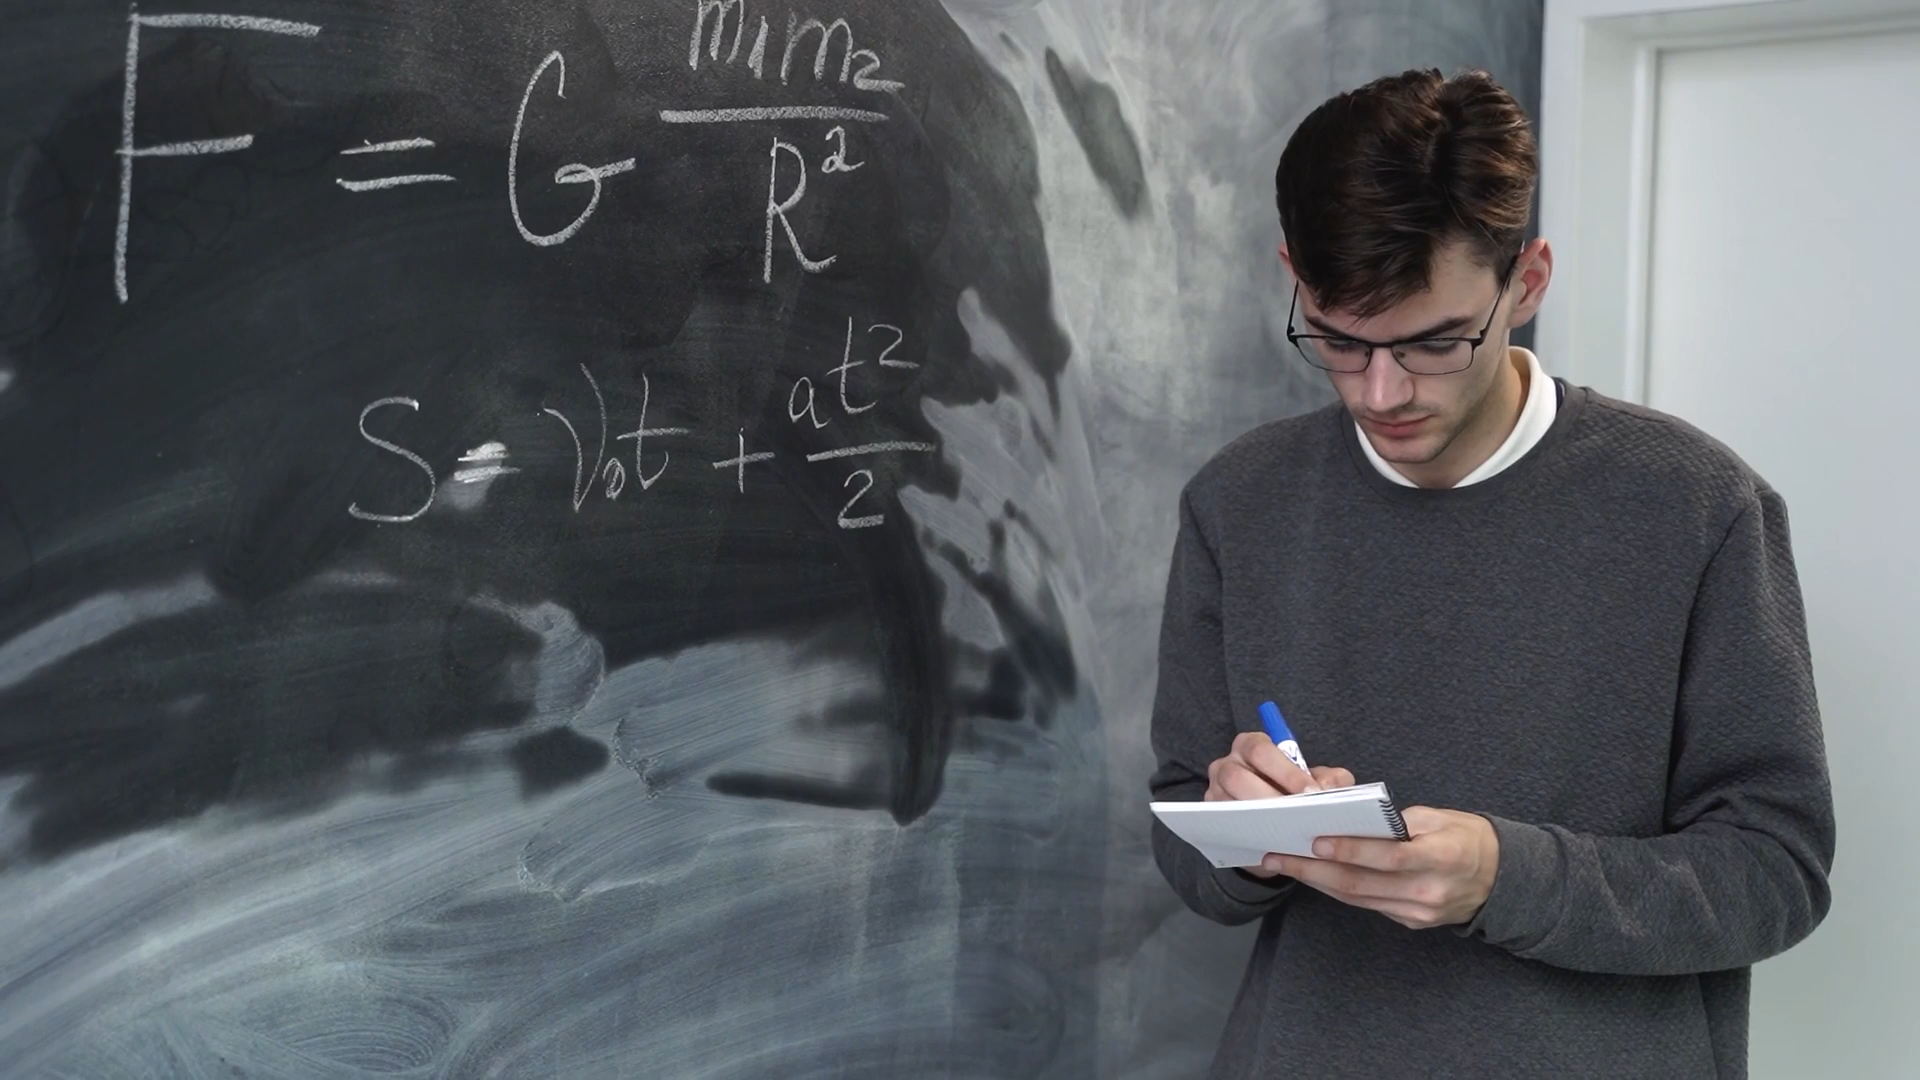 F = G m₁m₂/R²
S = V₀t + at²/2